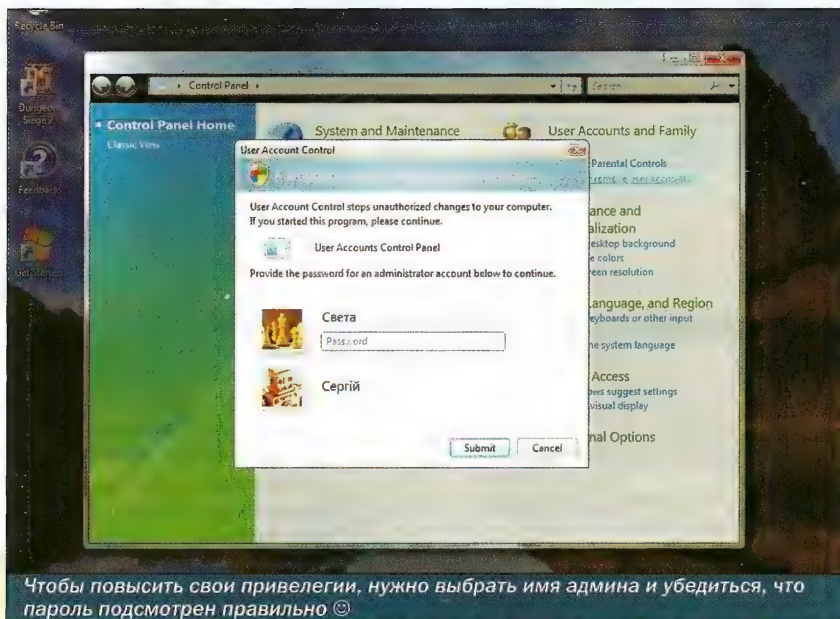 Recycle Bin
Dungeon Siege 2
Feedback
Get Started
Control Panel
Search
Control Panel Home
Classic View
System and Maintenance
User Accounts and Family
Parental Controls
User Account Control
User Account Control stops unauthorized changes to your computer.
If you started this program, please continue.
User Accounts Control Panel
Provide the password for an administrator account below to continue.
Света
Password
Сергій
Submit
Cancel
ance and
alization
esktop background
e colors
een resolution
anguage, and Region
eyboards or other input
he system language
Access
ows suggest settings
visual display
nal Options
Чтобы повысить свои привелегии, нужно выбрать имя админа и убедиться, что
пароль подсмотрен правильно ☺